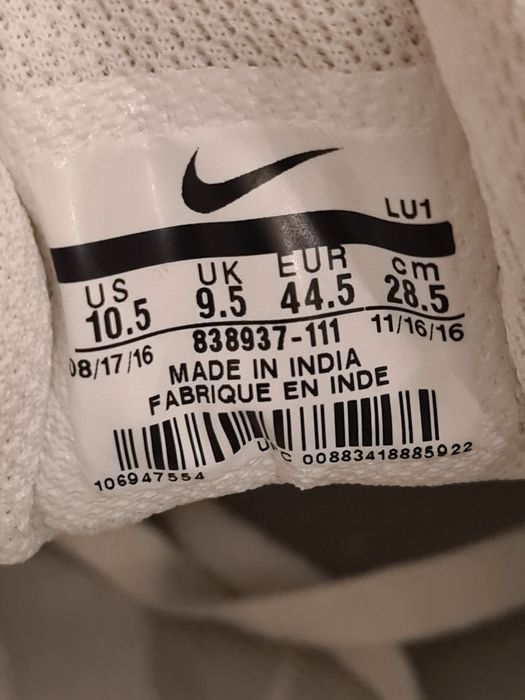 LU1
US UK EUR cm
10.5 9.5 44.5 28.5
08/17/16 838937-111 11/16/16
MADE IN INDIA
FABRIQUE EN INDE
UPC
106947554 00883418885922